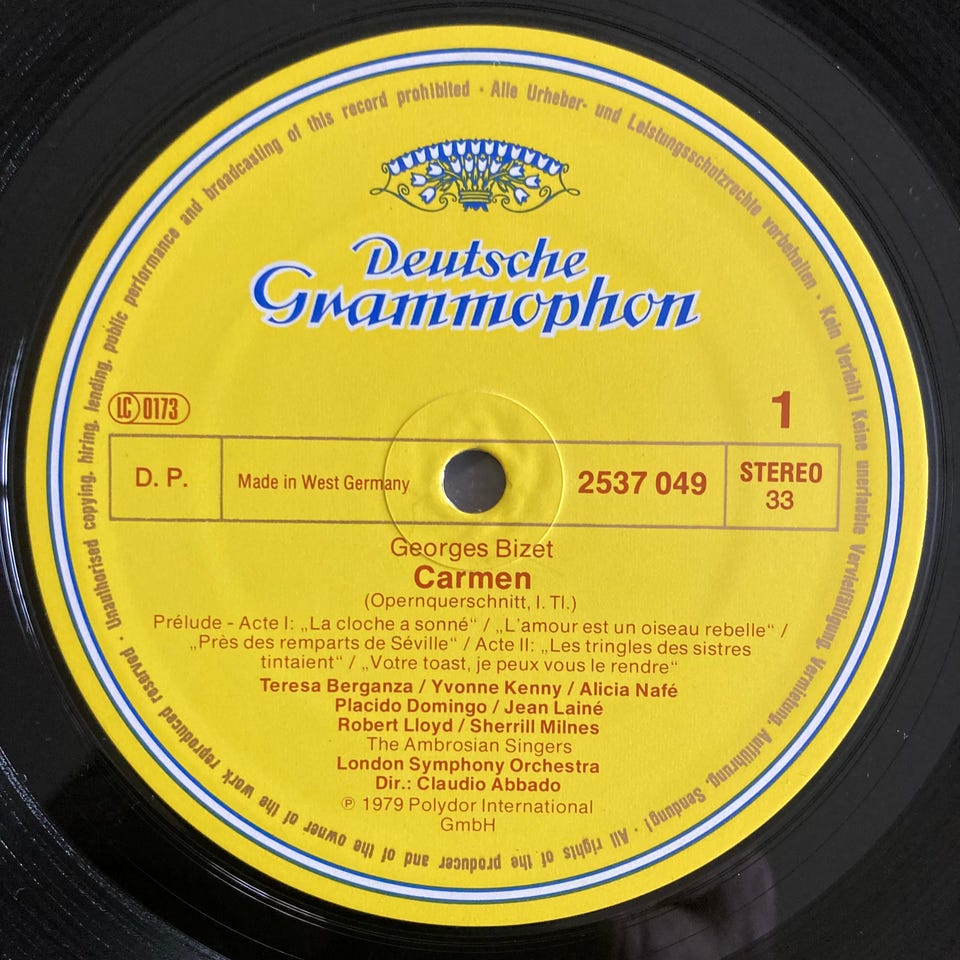 Deutsche
Grammophon
LC 0173
1
D. P.
Made in West Germany
2537 049
STEREO
33
Georges Bizet
Carmen
(Opernquerschnitt, I. Tl.)
Prélude - Acte I: „La cloche a sonné“ / „L'amour est un oiseau rebelle“ /
„Près des remparts de Séville“ / Acte II: „Les tringles des sistres
tintaient“ / „Votre toast, je peux vous le rendre“
Teresa Berganza / Yvonne Kenny / Alicia Nafé
Placido Domingo / Jean Lainé
Robert Lloyd / Sherrill Milnes
The Ambrosian Singers
London Symphony Orchestra
Dir.: Claudio Abbado
℗ 1979 Polydor International
GmbH
Alle Urheber- und Leistungsschutzrechte vorbehalten · Kein Verleih! Keine unerlaubte Vervielfältigung, Vermietung, Aufführung, Sendung! · All rights of the producer and of the owner of the work reproduced reserved · Unauthorised copying, hiring, lending, public performance and broadcasting of this record prohibited ·